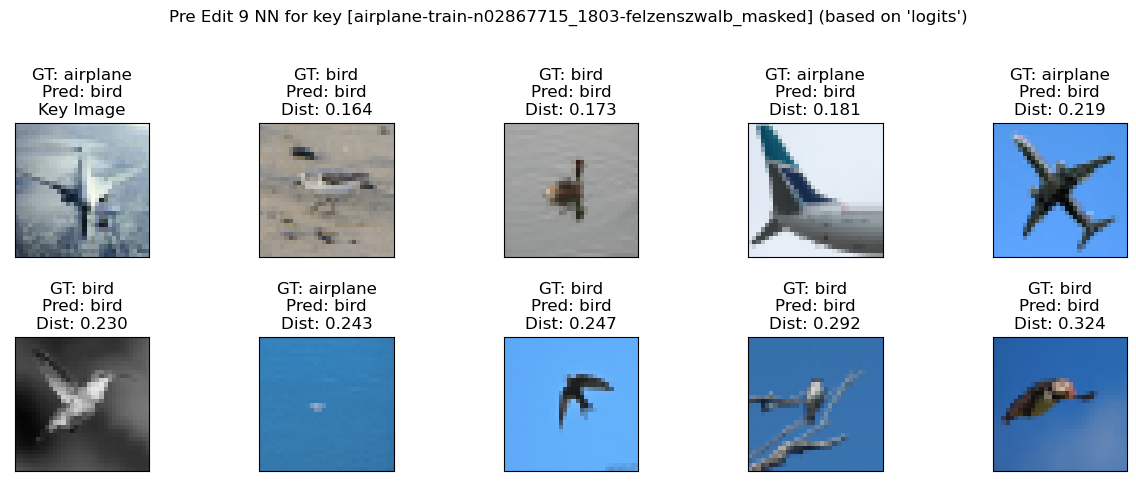 Pre Edit 9 NN for key [airplane-train-n02867715_1803-felzenszwalb_masked] (based on 'logits')
GT: airplane
Pred: bird
Key Image
GT: bird
Pred: bird
Dist: 0.164
GT: bird
Pred: bird
Dist: 0.173
GT: airplane
Pred: bird
Dist: 0.181
GT: airplane
Pred: bird
Dist: 0.219
GT: bird
Pred: bird
Dist: 0.230
GT: airplane
Pred: bird
Dist: 0.243
GT: bird
Pred: bird
Dist: 0.247
GT: bird
Pred: bird
Dist: 0.292
GT: bird
Pred: bird
Dist: 0.324